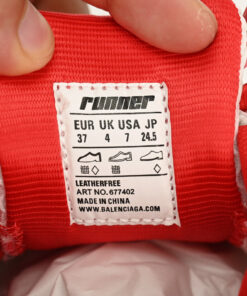 runner
EUR UK USA JP
37 4 7 24.5
LEATHERFREE
ART.No. 677402
MADE IN CHINA
WWW.BALENCIAGA.COM